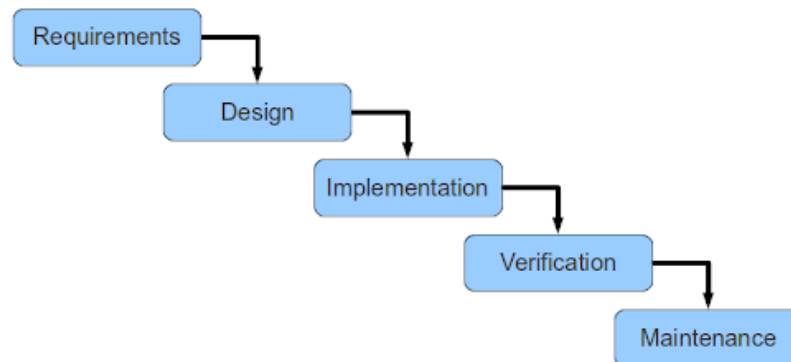 Requirements
Design
Implementation
Verification
Maintenance